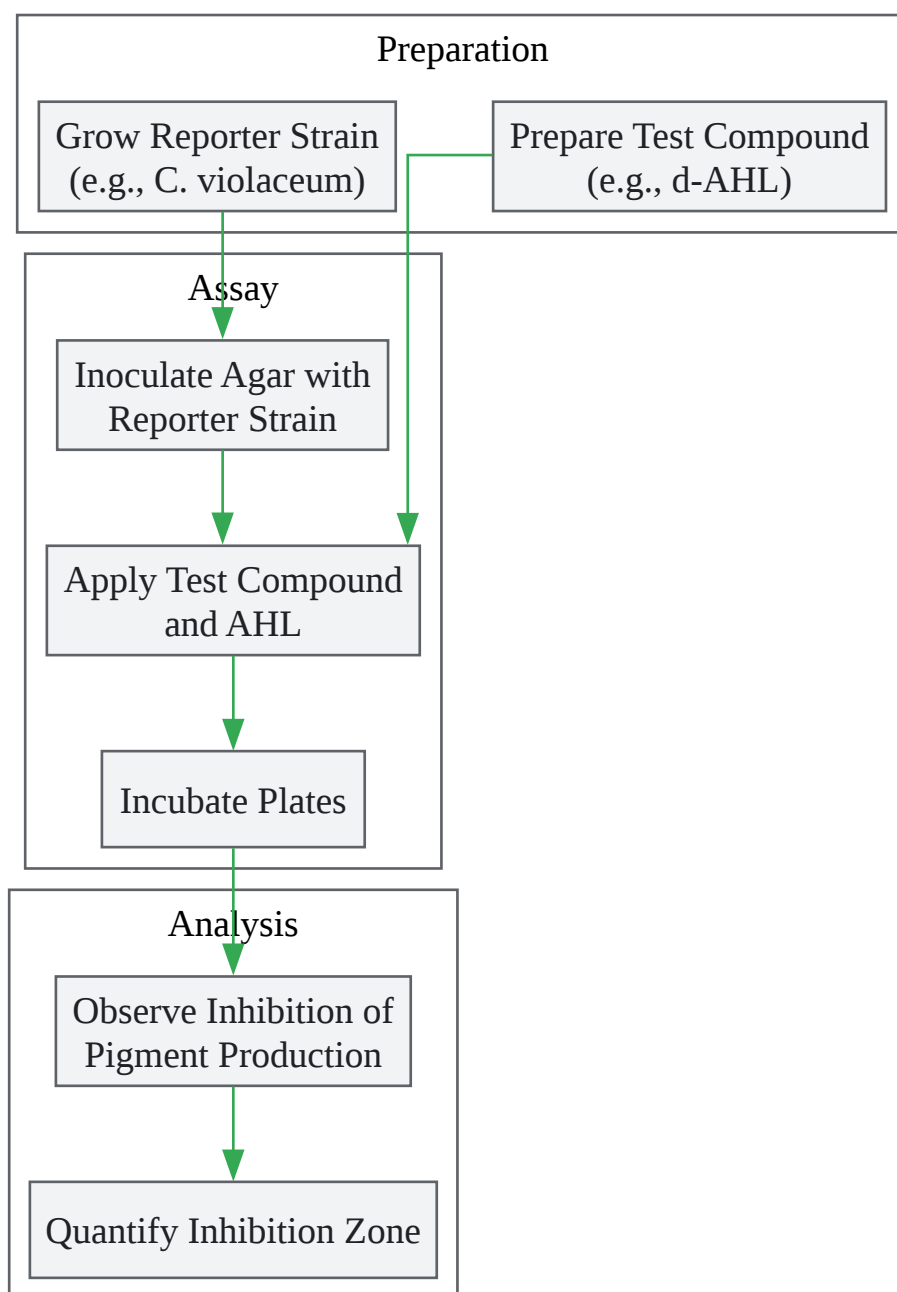 Preparation
Grow Reporter Strain
(e.g., C. violaceum)
Prepare Test Compound
(e.g., d-AHL)
Assay
Inoculate Agar with
Reporter Strain
Apply Test Compound
and AHL
Incubate Plates
Analysis
Observe Inhibition of
Pigment Production
Quantify Inhibition Zone